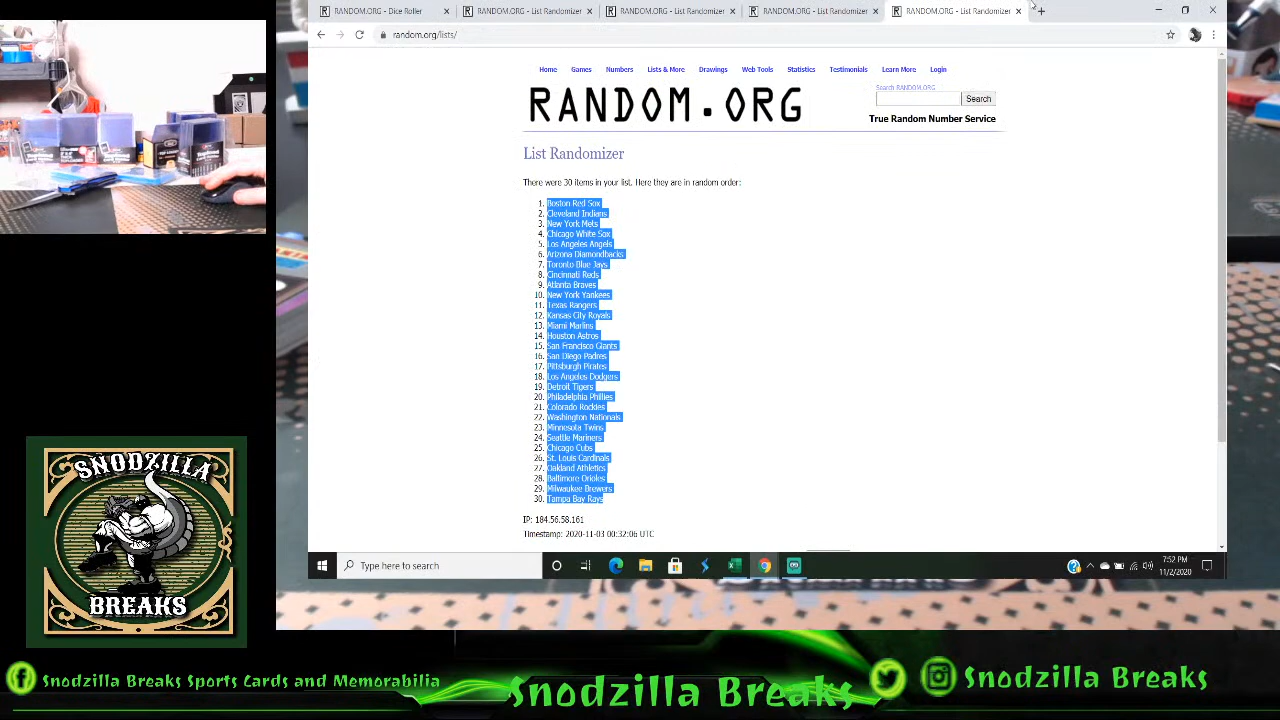 RANDOM.ORG - Dice Roller
RANDOM.ORG - List Randomizer
RANDOM.ORG - List Randomizer
RANDOM.ORG - List Randomizer
RANDOM.ORG - List Randomizer
random.org/lists/
Home Games Numbers Lists & More Drawings Web Tools Statistics Testimonials Learn More Login
RANDOM.ORG
Search RANDOM.ORG
Search
True Random Number Service
List Randomizer
There were 30 items in your list. Here they are in random order:
1. Boston Red Sox
2. Cleveland Indians
3. New York Mets
4. Chicago White Sox
5. Los Angeles Angels
6. Arizona Diamondbacks
7. Toronto Blue Jays
8. Cincinnati Reds
9. Atlanta Braves
10. New York Yankees
11. Texas Rangers
12. Kansas City Royals
13. Miami Marlins
14. Houston Astros
15. San Francisco Giants
16. San Diego Padres
17. Pittsburgh Pirates
18. Los Angeles Dodgers
19. Detroit Tigers
20. Philadelphia Phillies
21. Colorado Rockies
22. Washington Nationals
23. Minnesota Twins
24. Seattle Mariners
25. Chicago Cubs
26. St. Louis Cardinals
27. Oakland Athletics
28. Baltimore Orioles
29. Milwaukee Brewers
30. Tampa Bay Rays
IP: 184.56.58.161
Timestamp: 2020-11-03 00:32:06 UTC
Type here to search
7:52 PM
11/2/2020
SNODZILLA
BREAKS
Snodzilla Breaks Sports Cards and Memorabilia
Snodzilla Breaks
Snodzilla Breaks